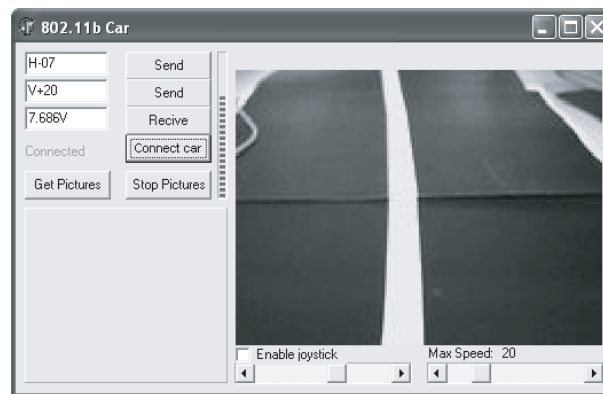 802.11b Car
H-07 Send
V+20 Send
7.686V Recive
Connected Connect car
Get Pictures Stop Pictures
Enable joystick Max Speed: 20